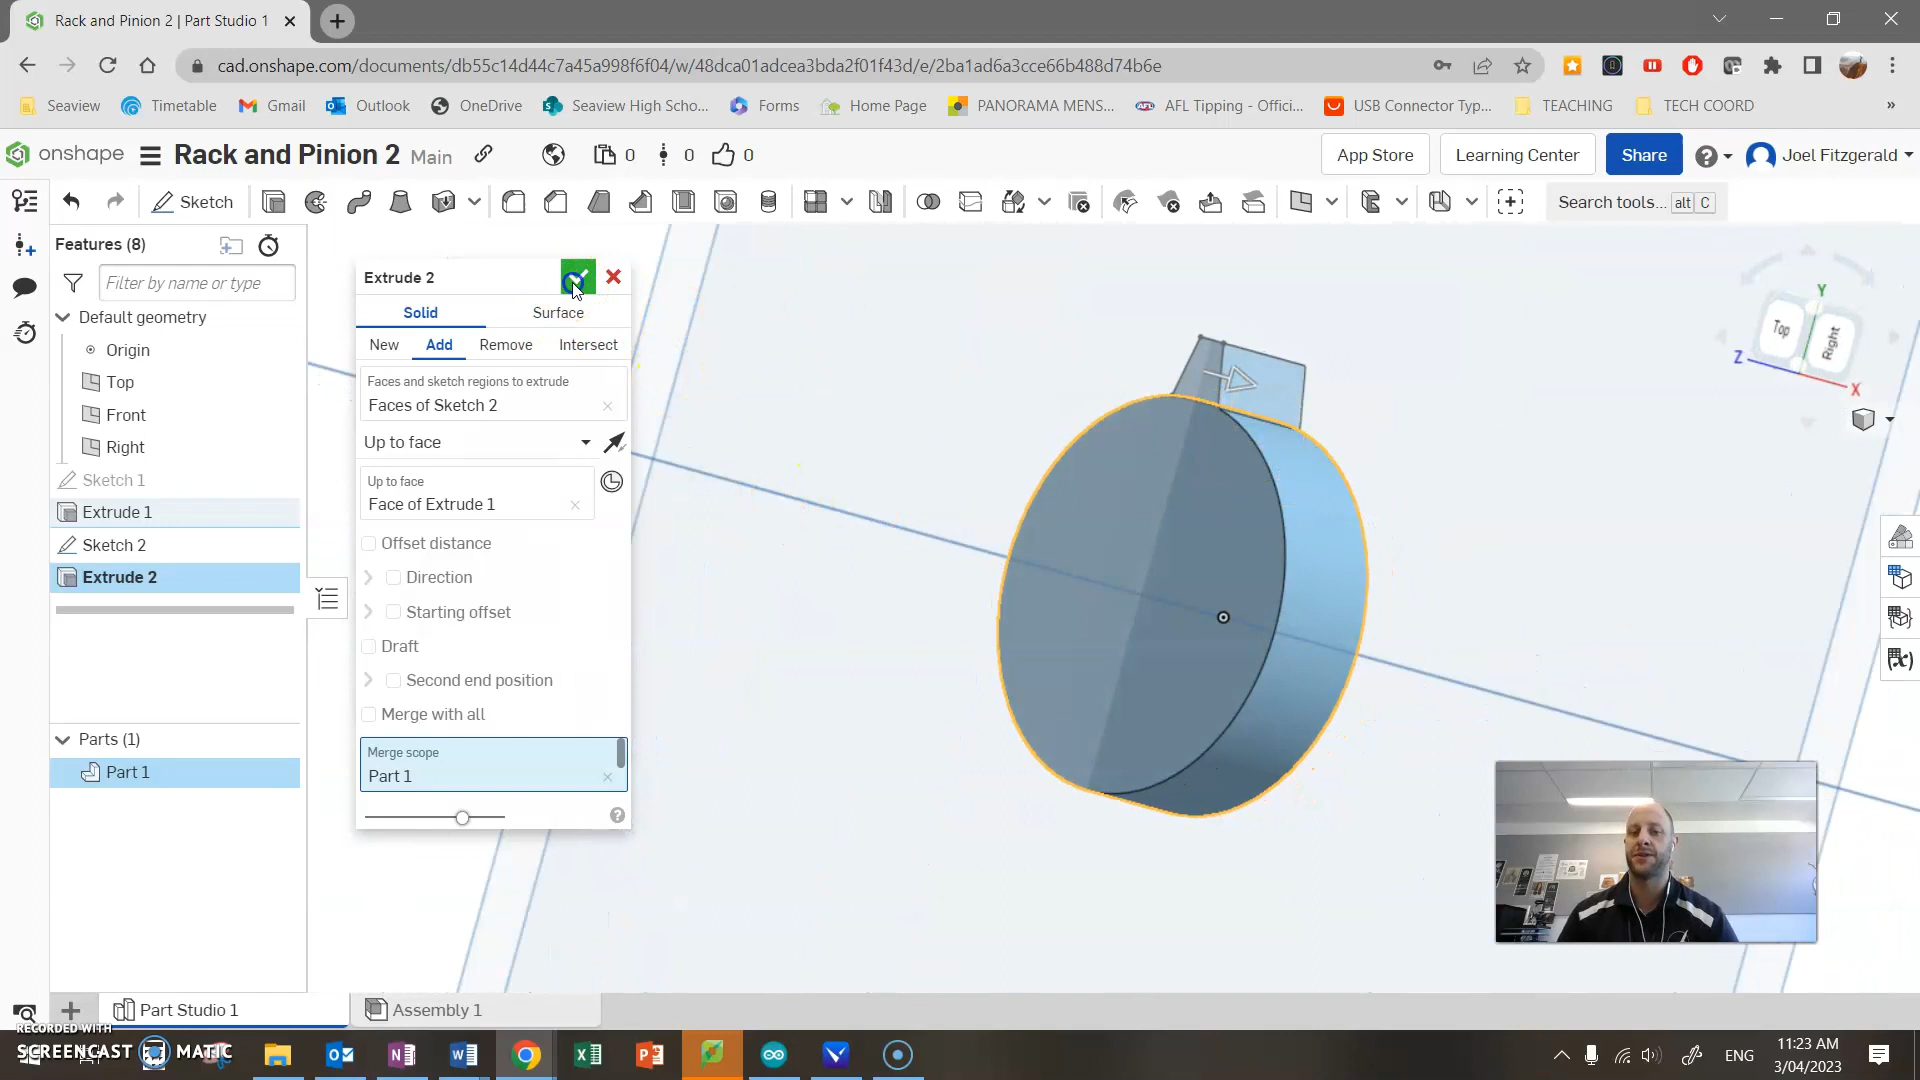 Rack and Pinion 2 | Part Studio 1
cad.onshape.com/documents/db55c14d44c7a45a998f6f04/w/48dca01adcea3bda2f01f43d/e/2ba1ad6a3cce66b488d74b6e
Seaview Timetable Gmail Outlook OneDrive Seaview High Scho... Forms Home Page PANORAMA MENS... AFL Tipping - Offici... USB Connector Typ... TEACHING TECH COORD »
onshape Rack and Pinion 2 Main 0 0 0 App Store Learning Center Share Joel Fitzgerald
Sketch Search tools... alt C
Features (8)
Filter by name or type
Default geometry
Origin
Top
Front
Right
Sketch 1
Extrude 1
Sketch 2
Extrude 2
Parts (1)
Part 1
Extrude 2
Solid Surface
New Add Remove Intersect
Faces and sketch regions to extrude
Faces of Sketch 2
Up to face
Up to face
Face of Extrude 1
Offset distance
Direction
Starting offset
Draft
Second end position
Merge with all
Merge scope
Part 1
Y
Top Right
Z
X
Part Studio 1 Assembly 1
RECORDED WITH
SCREENCAST MATIC
ENG
11:23 AM
3/04/2023